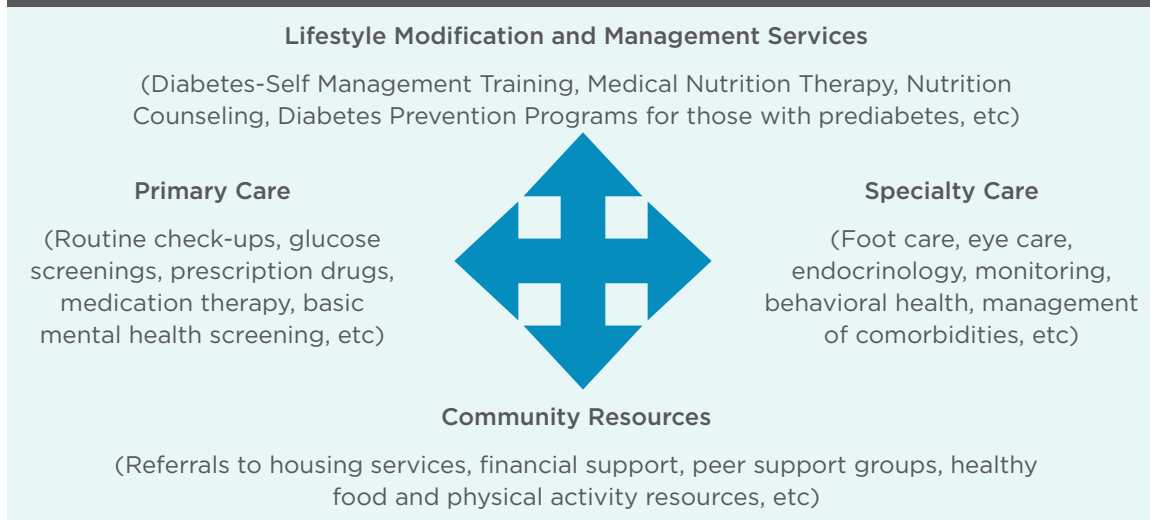 Lifestyle Modification and Management Services
(Diabetes-Self Management Training, Medical Nutrition Therapy, Nutrition
Counseling, Diabetes Prevention Programs for those with prediabetes, etc)
Primary Care
(Routine check-ups, glucose
screenings, prescription drugs,
medication therapy, basic
mental health screening, etc)
Specialty Care
(Foot care, eye care,
endocrinology, monitoring,
behavioral health, management
of comorbidities, etc)
Community Resources
(Referrals to housing services, financial support, peer support groups, healthy
food and physical activity resources, etc)